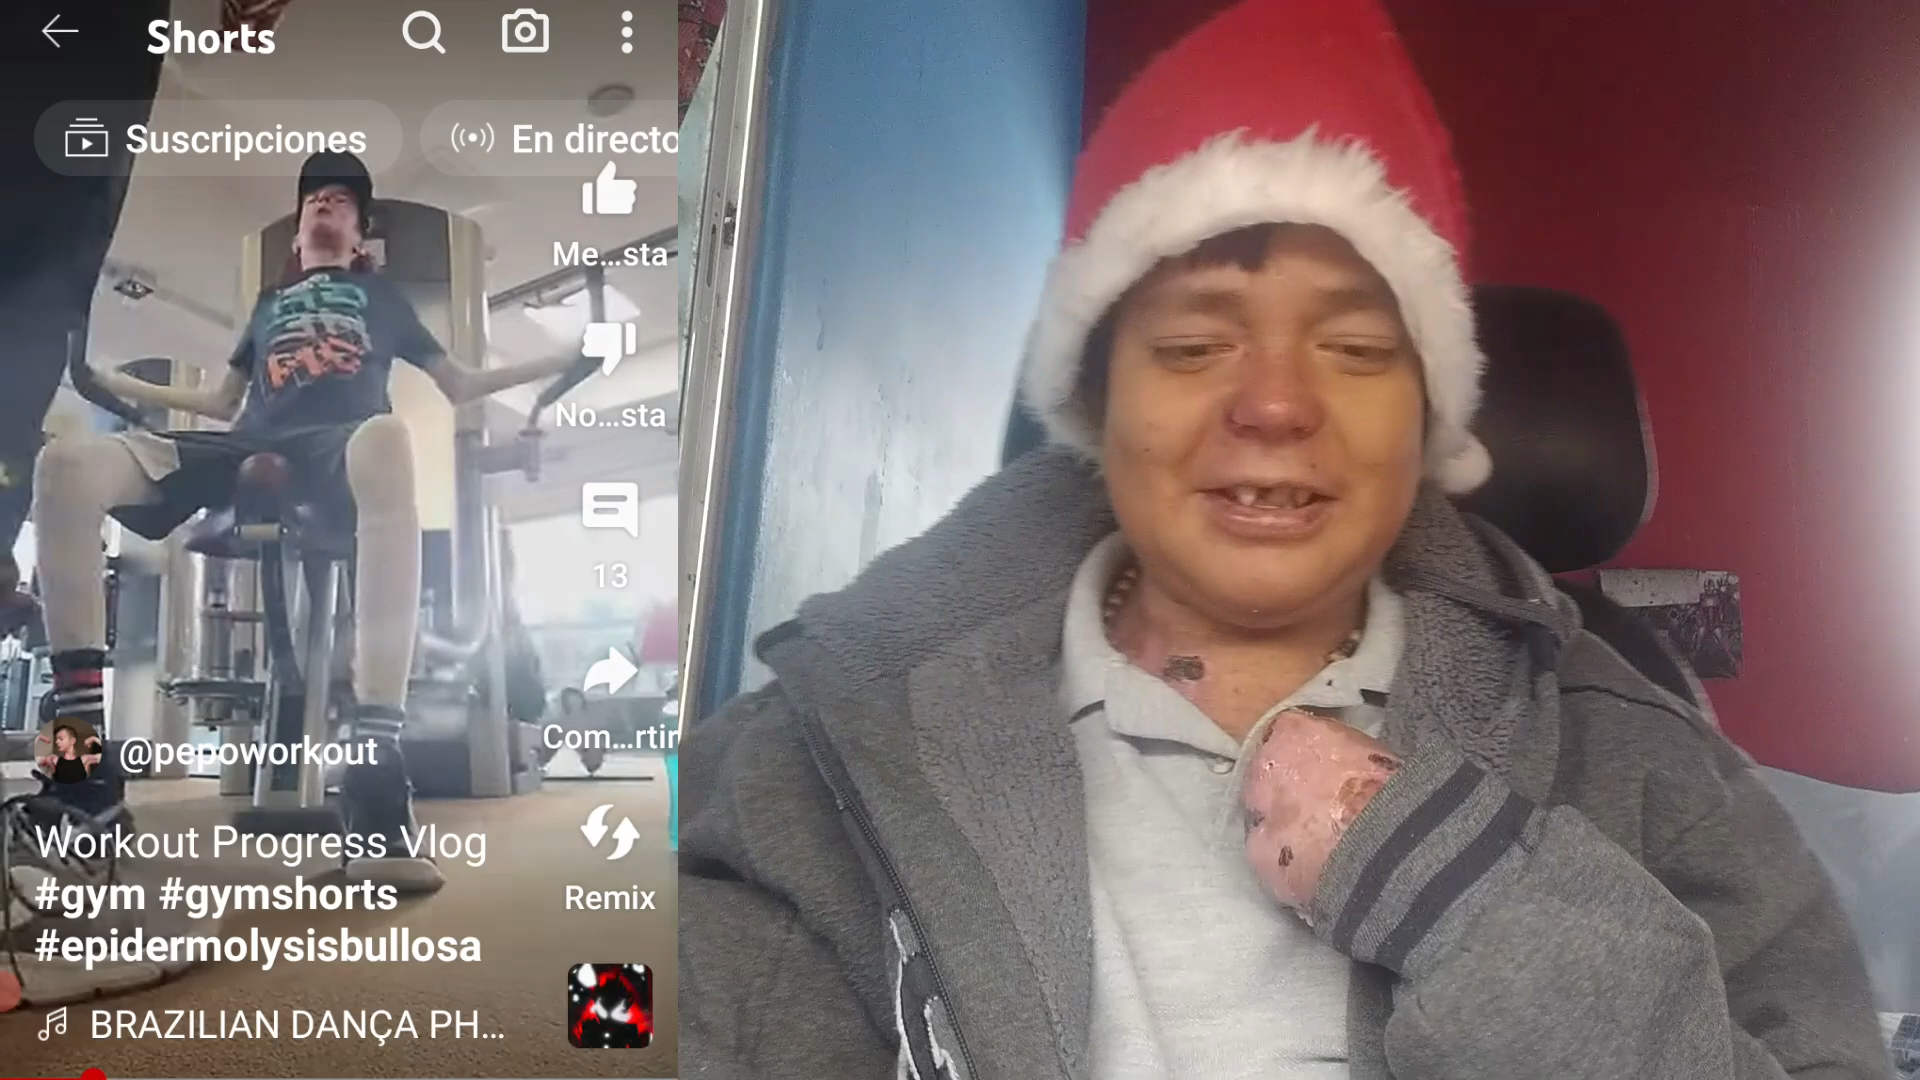 Shorts
Suscripciones
En directo
Me...sta
No...sta
13
Com...rtir
@pepoworkout
Workout Progress Vlog
#gym #gymshorts
#epidermolysisbullosa
Remix
BRAZILIAN DANÇA PH...